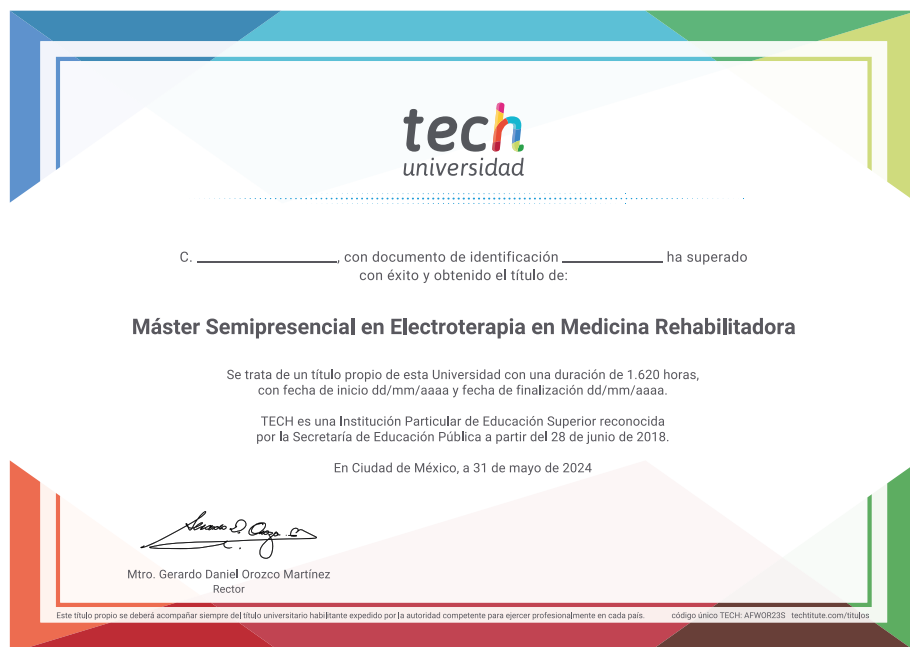 tech
universidad
C. ____________________, con documento de identificación ______________ ha superado
con éxito y obtenido el título de:
Máster Semipresencial en Electroterapia en Medicina Rehabilitadora
Se trata de un título propio de esta Universidad con una duración de 1.620 horas,
con fecha de inicio dd/mm/aaaa y fecha de finalización dd/mm/aaaa.
TECH es una Institución Particular de Educación Superior reconocida
por la Secretaría de Educación Pública a partir del 28 de junio de 2018.
En Ciudad de México, a 31 de mayo de 2024
Mtro. Gerardo Daniel Orozco Martínez
Rector
Este título propio se deberá acompañar siempre del título universitario habilitante expedido por la autoridad competente para ejercer profesionalmente en cada país. código único TECH: AFWOR23S techtitute.com/titulos